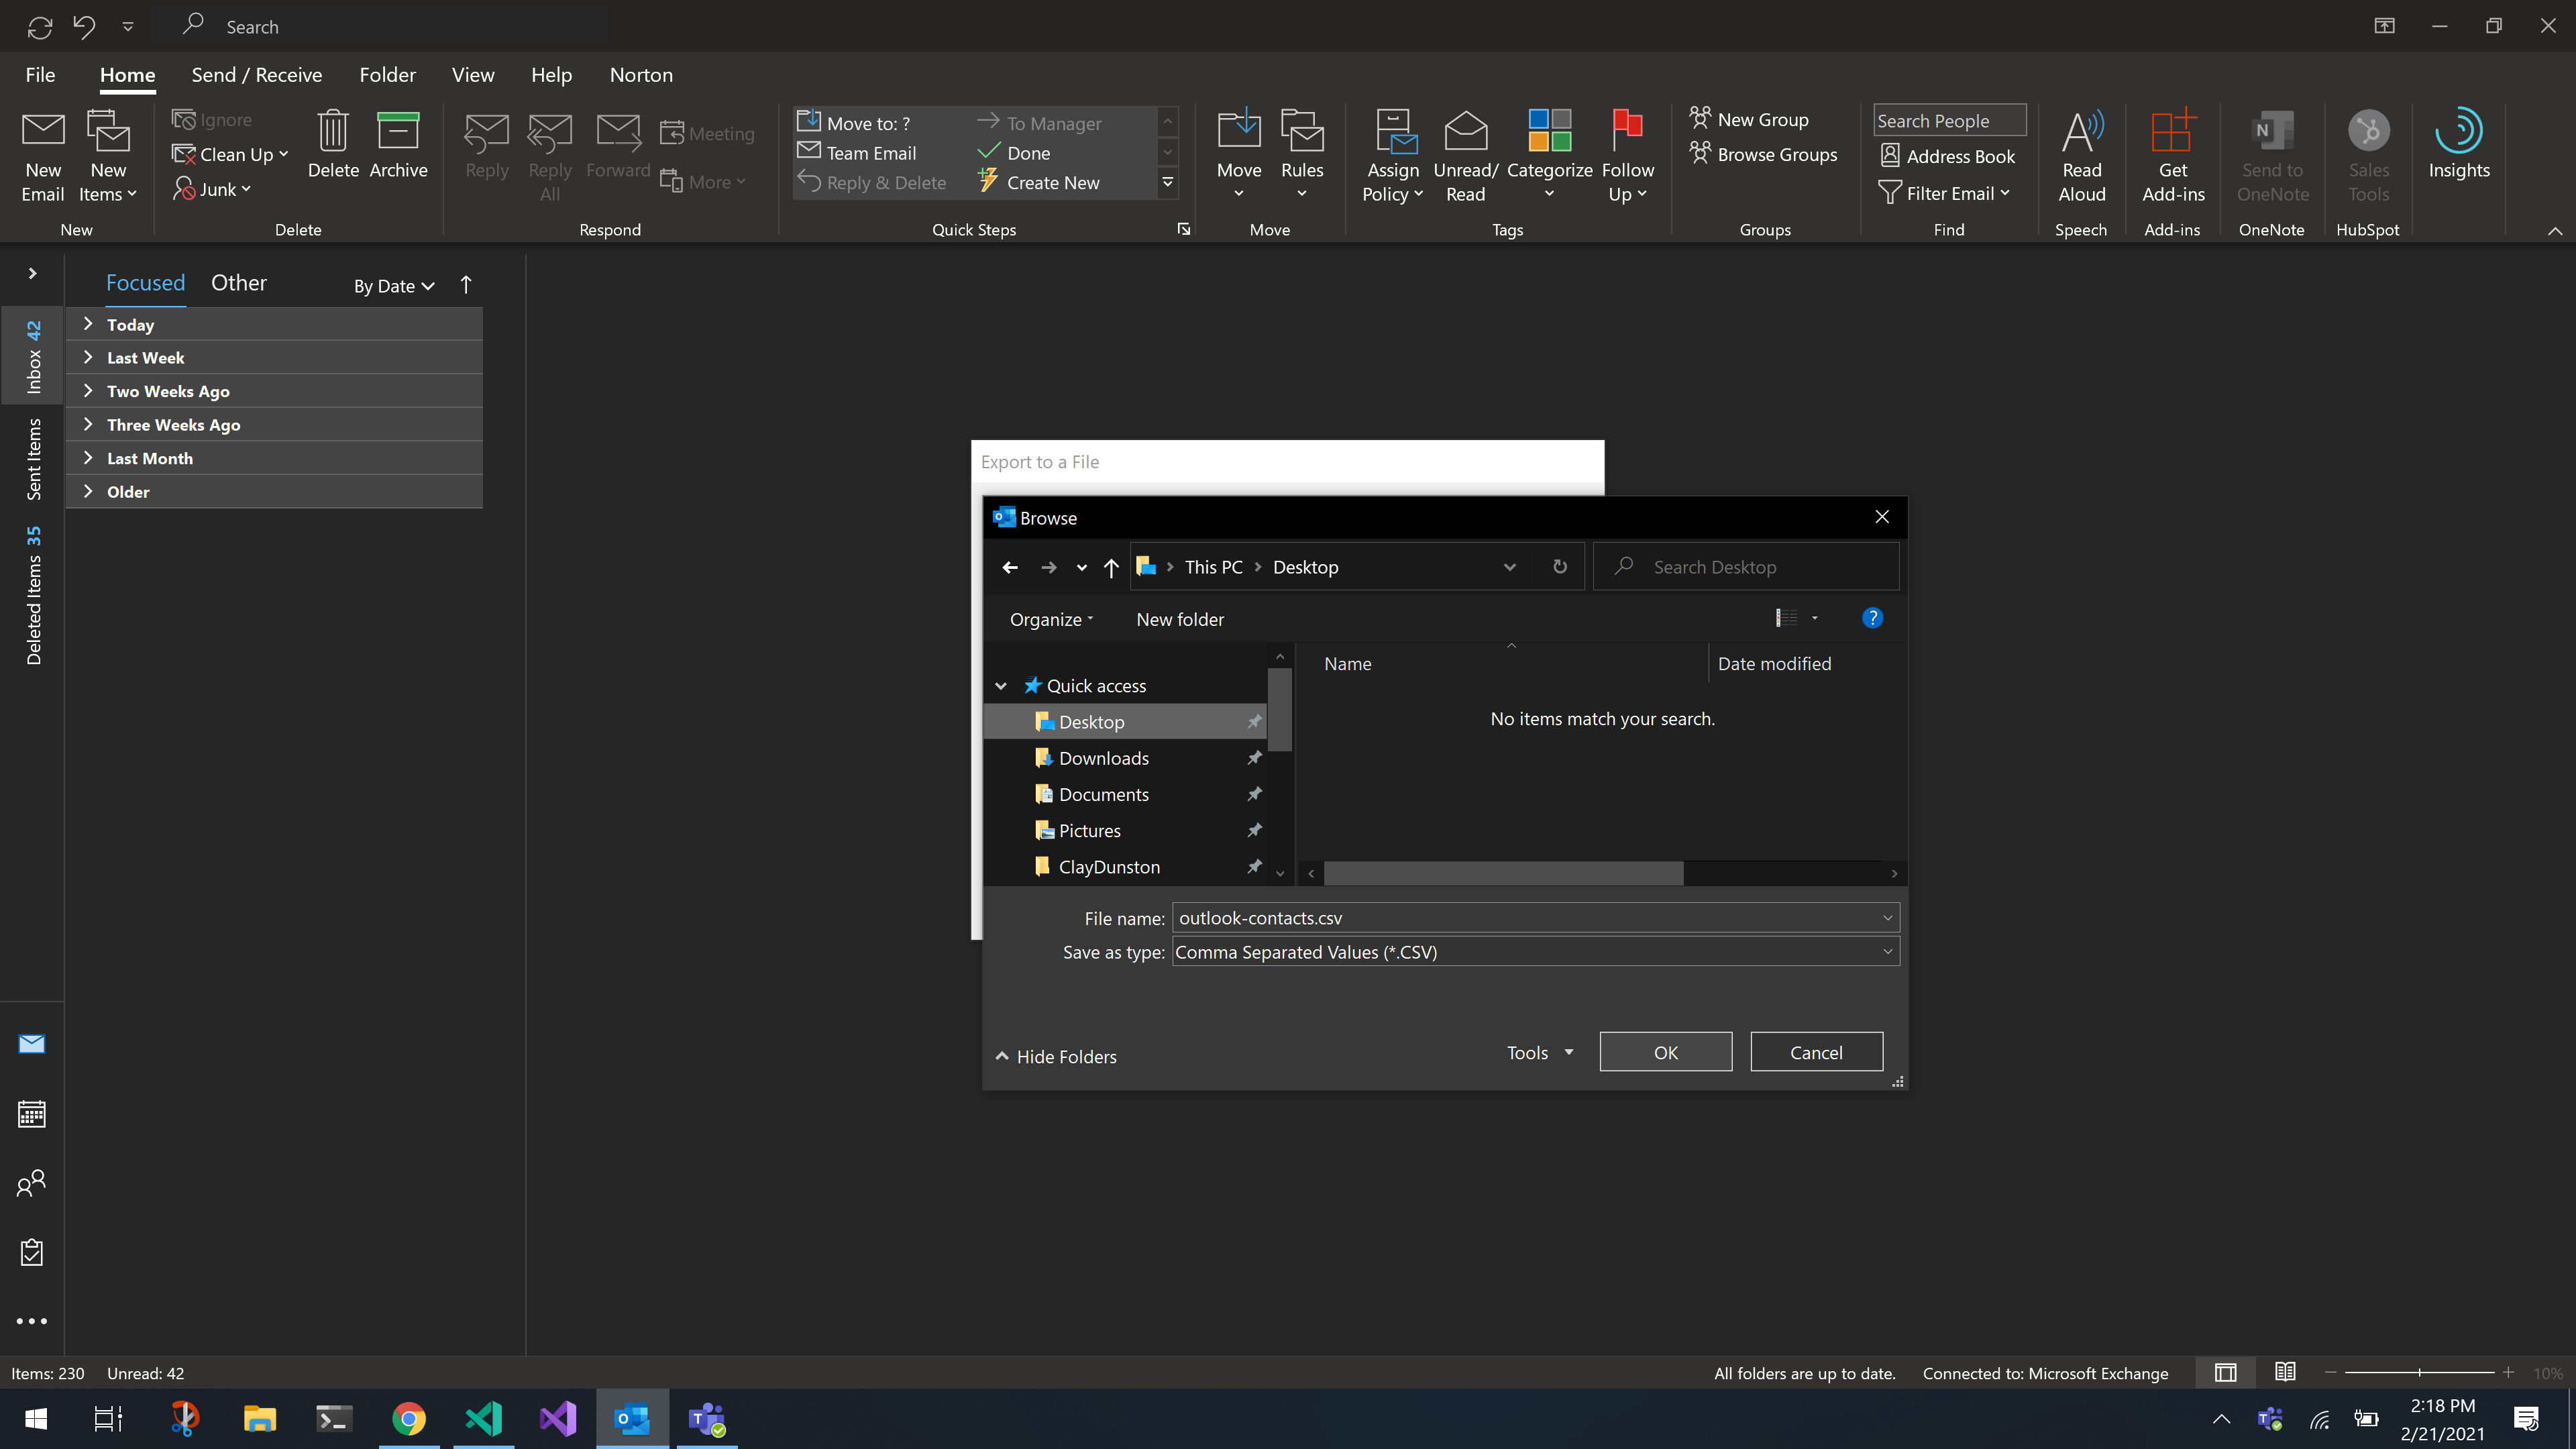 Search
File Home Send / Receive Folder View Help Norton
New Email
New Items
New
Ignore
Clean Up
Junk
Delete
Archive
Delete
Reply
Reply All
Forward
Meeting
More
Respond
Move to: ?
Team Email
Reply & Delete
To Manager
Done
Create New
Quick Steps
Move
Rules
Move
Assign Policy
Unread/ Read
Categorize
Follow Up
Tags
New Group
Browse Groups
Groups
Search People
Address Book
Filter Email
Find
Read Aloud
Speech
Get Add-ins
Add-ins
Send to OneNote
OneNote
Sales Tools
HubSpot
Insights
Focused Other By Date
Today
Last Week
Two Weeks Ago
Three Weeks Ago
Last Month
Older
Inbox 42
Sent Items
Deleted Items 35
Export to a File
Browse
This PC Desktop
Search Desktop
Organize New folder
Name Date modified
Quick access
Desktop
Downloads
Documents
Pictures
ClayDunston
No items match your search.
File name: outlook-contacts.csv
Save as type: Comma Separated Values (*.CSV)
Hide Folders
Tools OK Cancel
Items: 230 Unread: 42
All folders are up to date. Connected to: Microsoft Exchange
10%
2:18 PM
2/21/2021